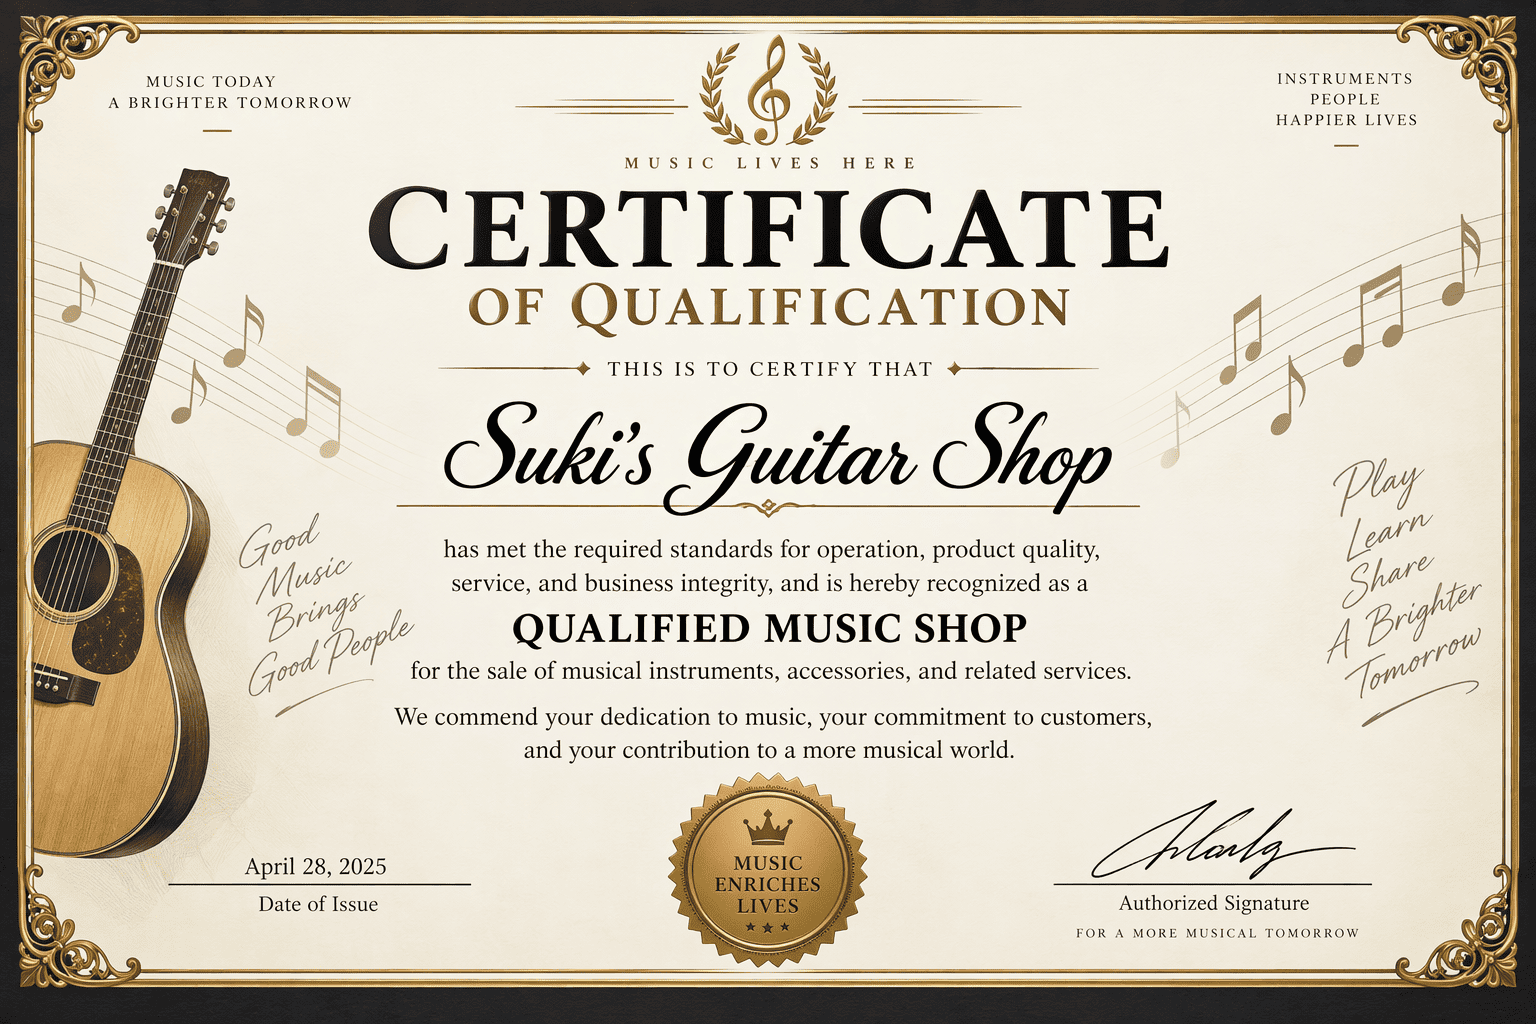 MUSIC TODAY
A BRIGHTER TOMORROW
INSTRUMENTS
PEOPLE
HAPPIER LIVES
MUSIC LIVES HERE
CERTIFICATE
OF QUALIFICATION
THIS IS TO CERTIFY THAT
Suki's Guitar Shop
has met the required standards for operation, product quality,
service, and business integrity, and is hereby recognized as a
QUALIFIED MUSIC SHOP
for the sale of musical instruments, accessories, and related services.
We commend your dedication to music, your commitment to customers,
and your contribution to a more musical world.
Good
Music
Brings
Good People
Play
Learn
Share
A Brighter
Tomorrow
April 28, 2025
Date of Issue
MUSIC
ENRICHES
LIVES
Authorized Signature
FOR A MORE MUSICAL TOMORROW